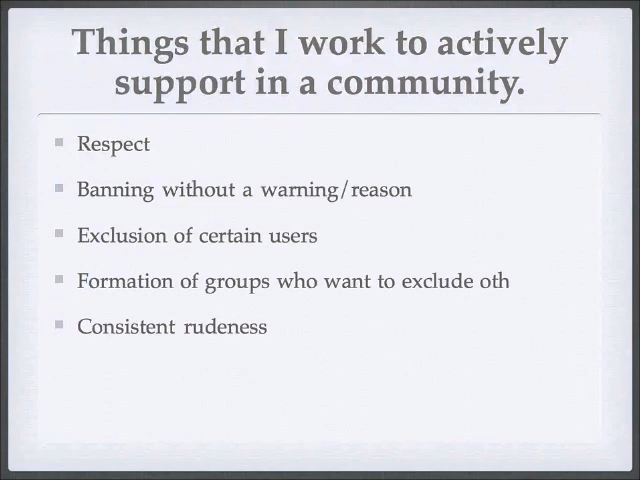 Things that I work to actively
support in a community.
Respect
Banning without a warning/reason
Exclusion of certain users
Formation of groups who want to exclude oth
Consistent rudeness